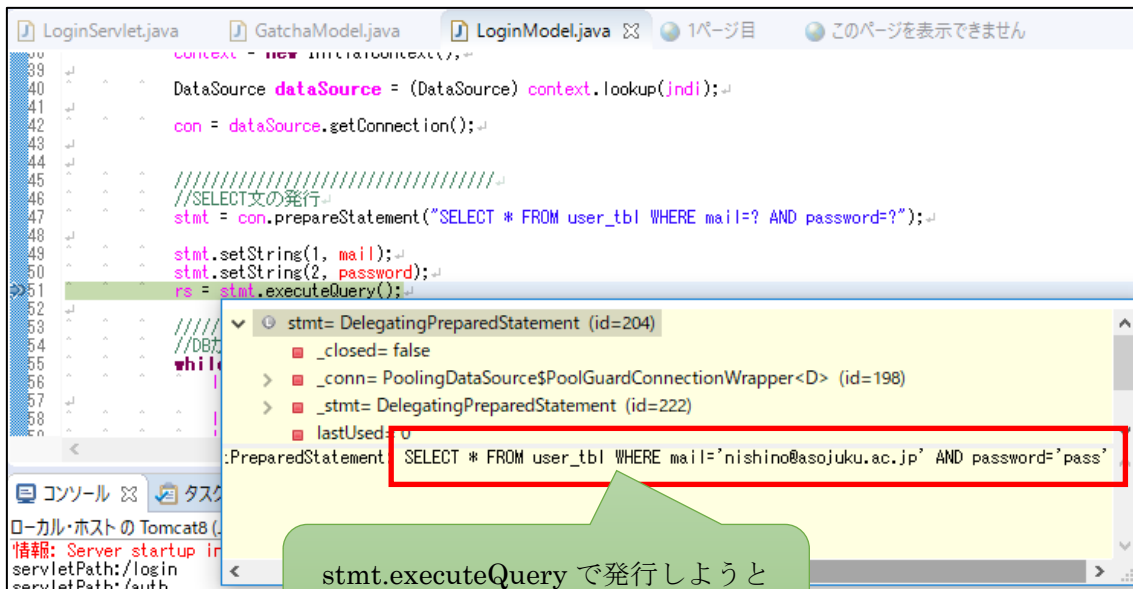 LoginServlet.java GatchaModel.java LoginModel.java 1ページ目 このページを表示できません
39
40 DataSource dataSource = (DataSource) context.lookup(jndi);
41
42 con = dataSource.getConnection();
43
44
45 //////////////////////////////////
46 //SELECT文の発行
47 stmt = con.prepareStatement("SELECT * FROM user_tbl WHERE mail=? AND password=?");
48
49 stmt.setString(1, mail);
50 stmt.setString(2, password);
51 rs = stmt.executeQuery();
52
53 /////
54 //DB
55 while
56
57
58
stmt= DelegatingPreparedStatement (id=204)
_closed= false
_conn= PoolingDataSource$PoolGuardConnectionWrapper<D> (id=198)
_stmt= DelegatingPreparedStatement (id=222)
lastUsed= 0
.PreparedStatement: SELECT * FROM user_tbl WHERE mail='nishino@asojuku.ac.jp' AND password='pass'
コンソール タスク
ローカル・ホスト の Tomcat8 (
情報: Server startup in
servletPath:/login
servletPath:/auth
stmt.executeQuery で発行しようと